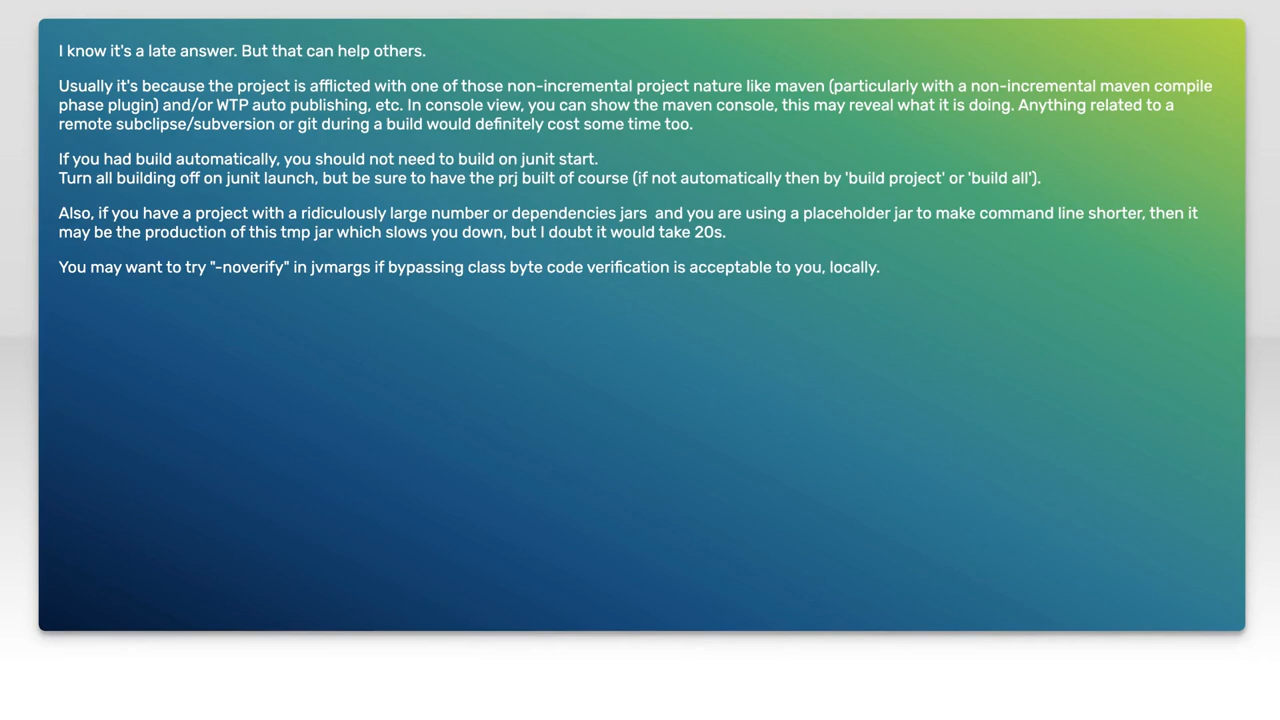 I know it's a late answer. But that can help others.
Usually it's because the project is afflicted with one of those non-incremental project nature like maven (particularly with a non-incremental maven compile
phase plugin) and/or WTP auto publishing, etc. In console view, you can show the maven console, this may reveal what it is doing. Anything related to a
remote subclipse/subversion or git during a build would definitely cost some time too.
If you had build automatically, you should not need to build on junit start.
Turn all building off on junit launch, but be sure to have the prj built of course (if not automatically then by 'build project' or 'build all').
Also, if you have a project with a ridiculously large number or dependencies jars  and you are using a placeholder jar to make command line shorter, then it
may be the production of this tmp jar which slows you down, but I doubt it would take 20s.
You may want to try "-noverify" in jvmargs if bypassing class byte code verification is acceptable to you, locally.